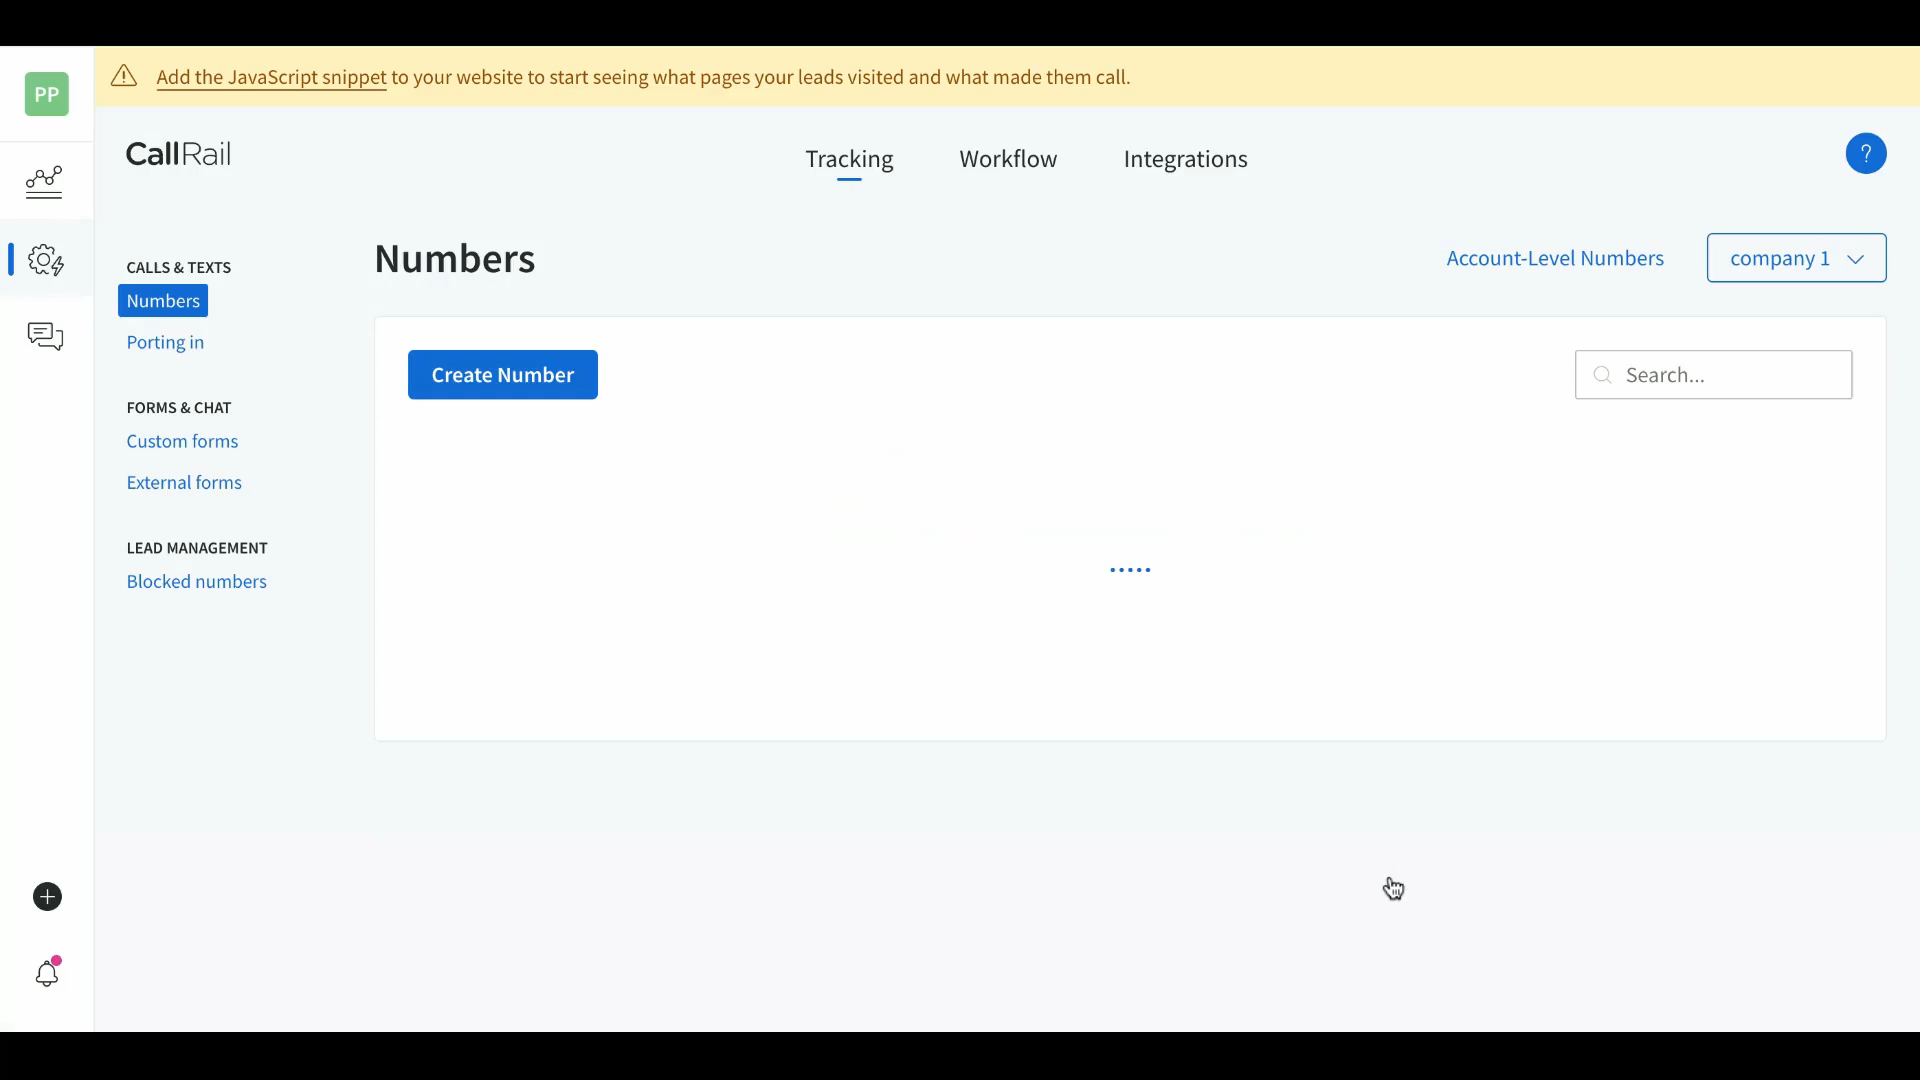 PP
Add the JavaScript snippet to your website to start seeing what pages your leads visited and what made them call.
CallRail
Tracking
Workflow
Integrations
?
CALLS & TEXTS
Numbers
Porting in
FORMS & CHAT
Custom forms
External forms
LEAD MANAGEMENT
Blocked numbers
Numbers
Account-Level Numbers
company 1
Create Number
Search...